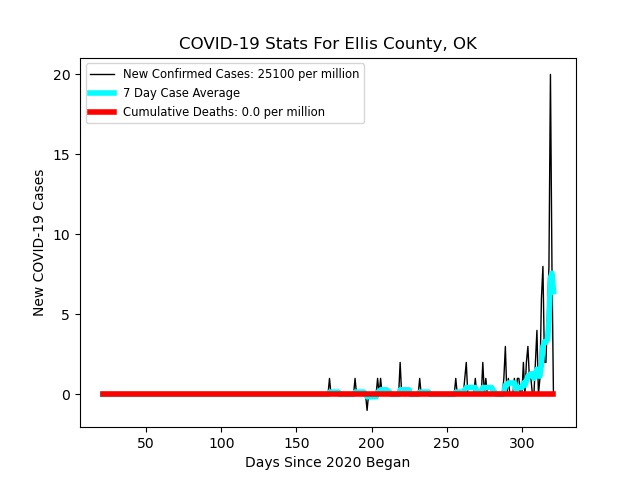 COVID-19 Stats For Ellis County, OK
New Confirmed Cases: 25100 per million
7 Day Case Average
Cumulative Deaths: 0.0 per million
New COVID-19 Cases
20
15
10
5
0
50 100 150 200 250 300
Days Since 2020 Began